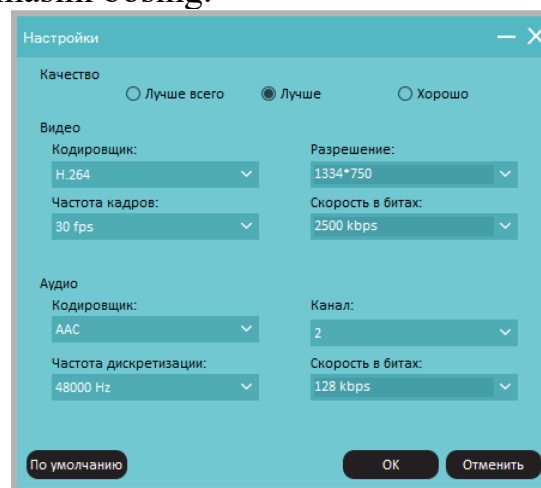 bosing.
Настройки
Качество
Лучше всего Лучше Хорошо
Видео
Кодировщик: Разрешение:
H.264 1334*750
Частота кадров: Скорость в битах:
30 fps 2500 kbps
Аудио
Кодировщик: Канал:
AAC 2
Частота дискретизации: Скорость в битах:
48000 Hz 128 kbps
По умолчанию OK Отменить